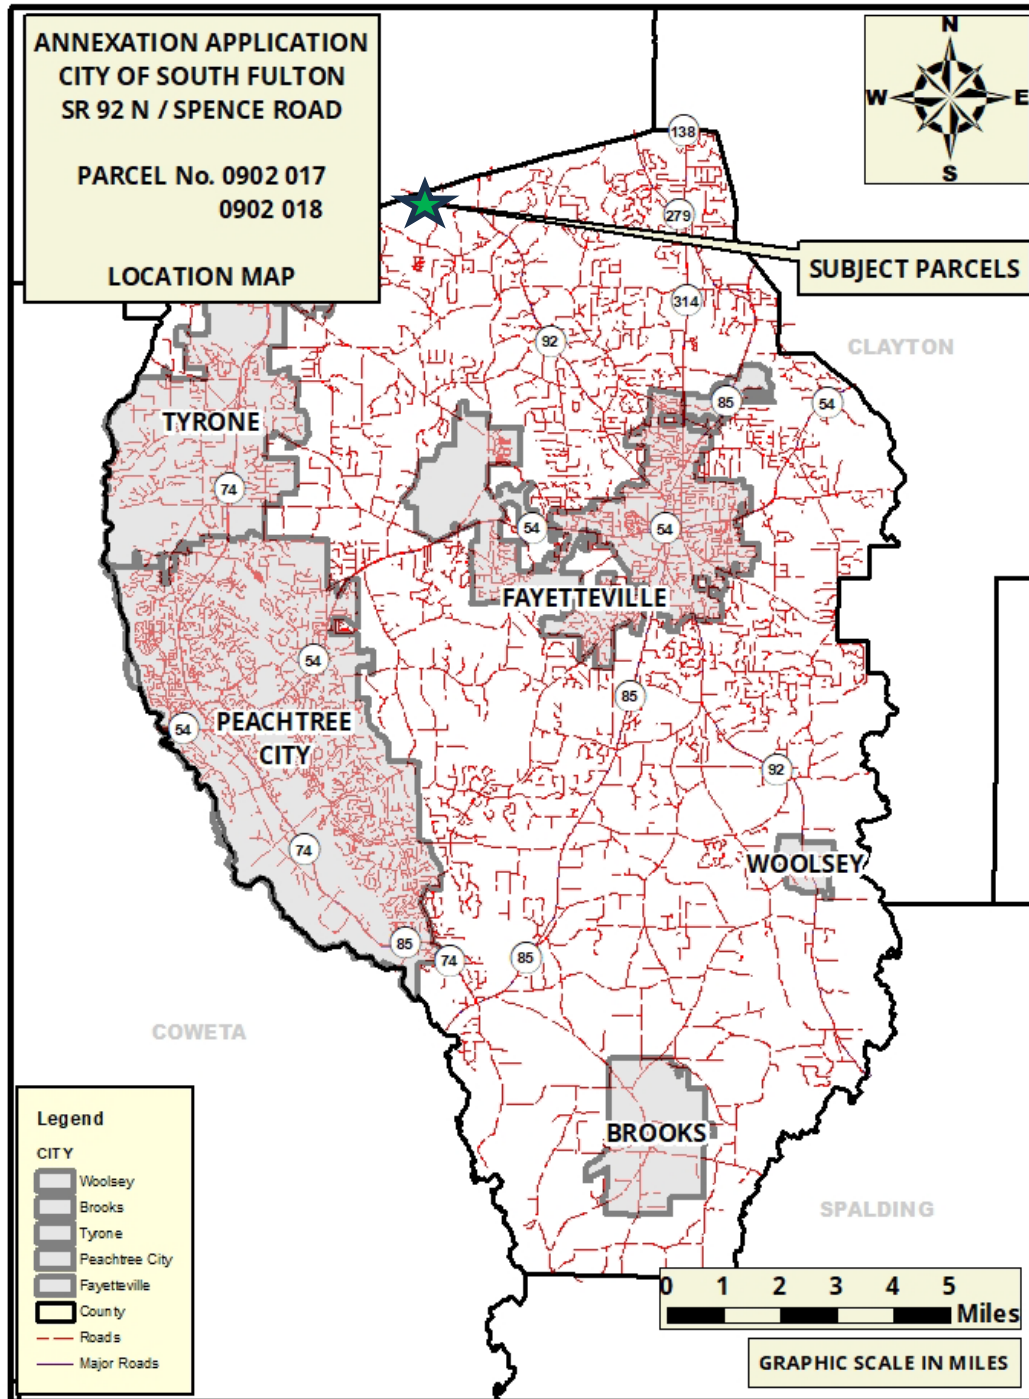 ANNEXATION APPLICATION
CITY OF SOUTH FULTON
SR 92 N / SPENCE ROAD
PARCEL No. 0902 017
0902 018
LOCATION MAP
N
W
E
S
138
279
SUBJECT PARCELS
314
92
CLAYTON
85
54
TYRONE
74
54
54
FAYETTEVILLE
54
85
54
PEACHTREE
CITY
92
74
WOOLSEY
85
74
85
COWETA
BROOKS
SPALDING
Legend
CITY
Woolsey
Brooks
Tyrone
Peachtree City
Fayetteville
County
Roads
Major Roads
0 1 2 3 4 5
Miles
GRAPHIC SCALE IN MILES